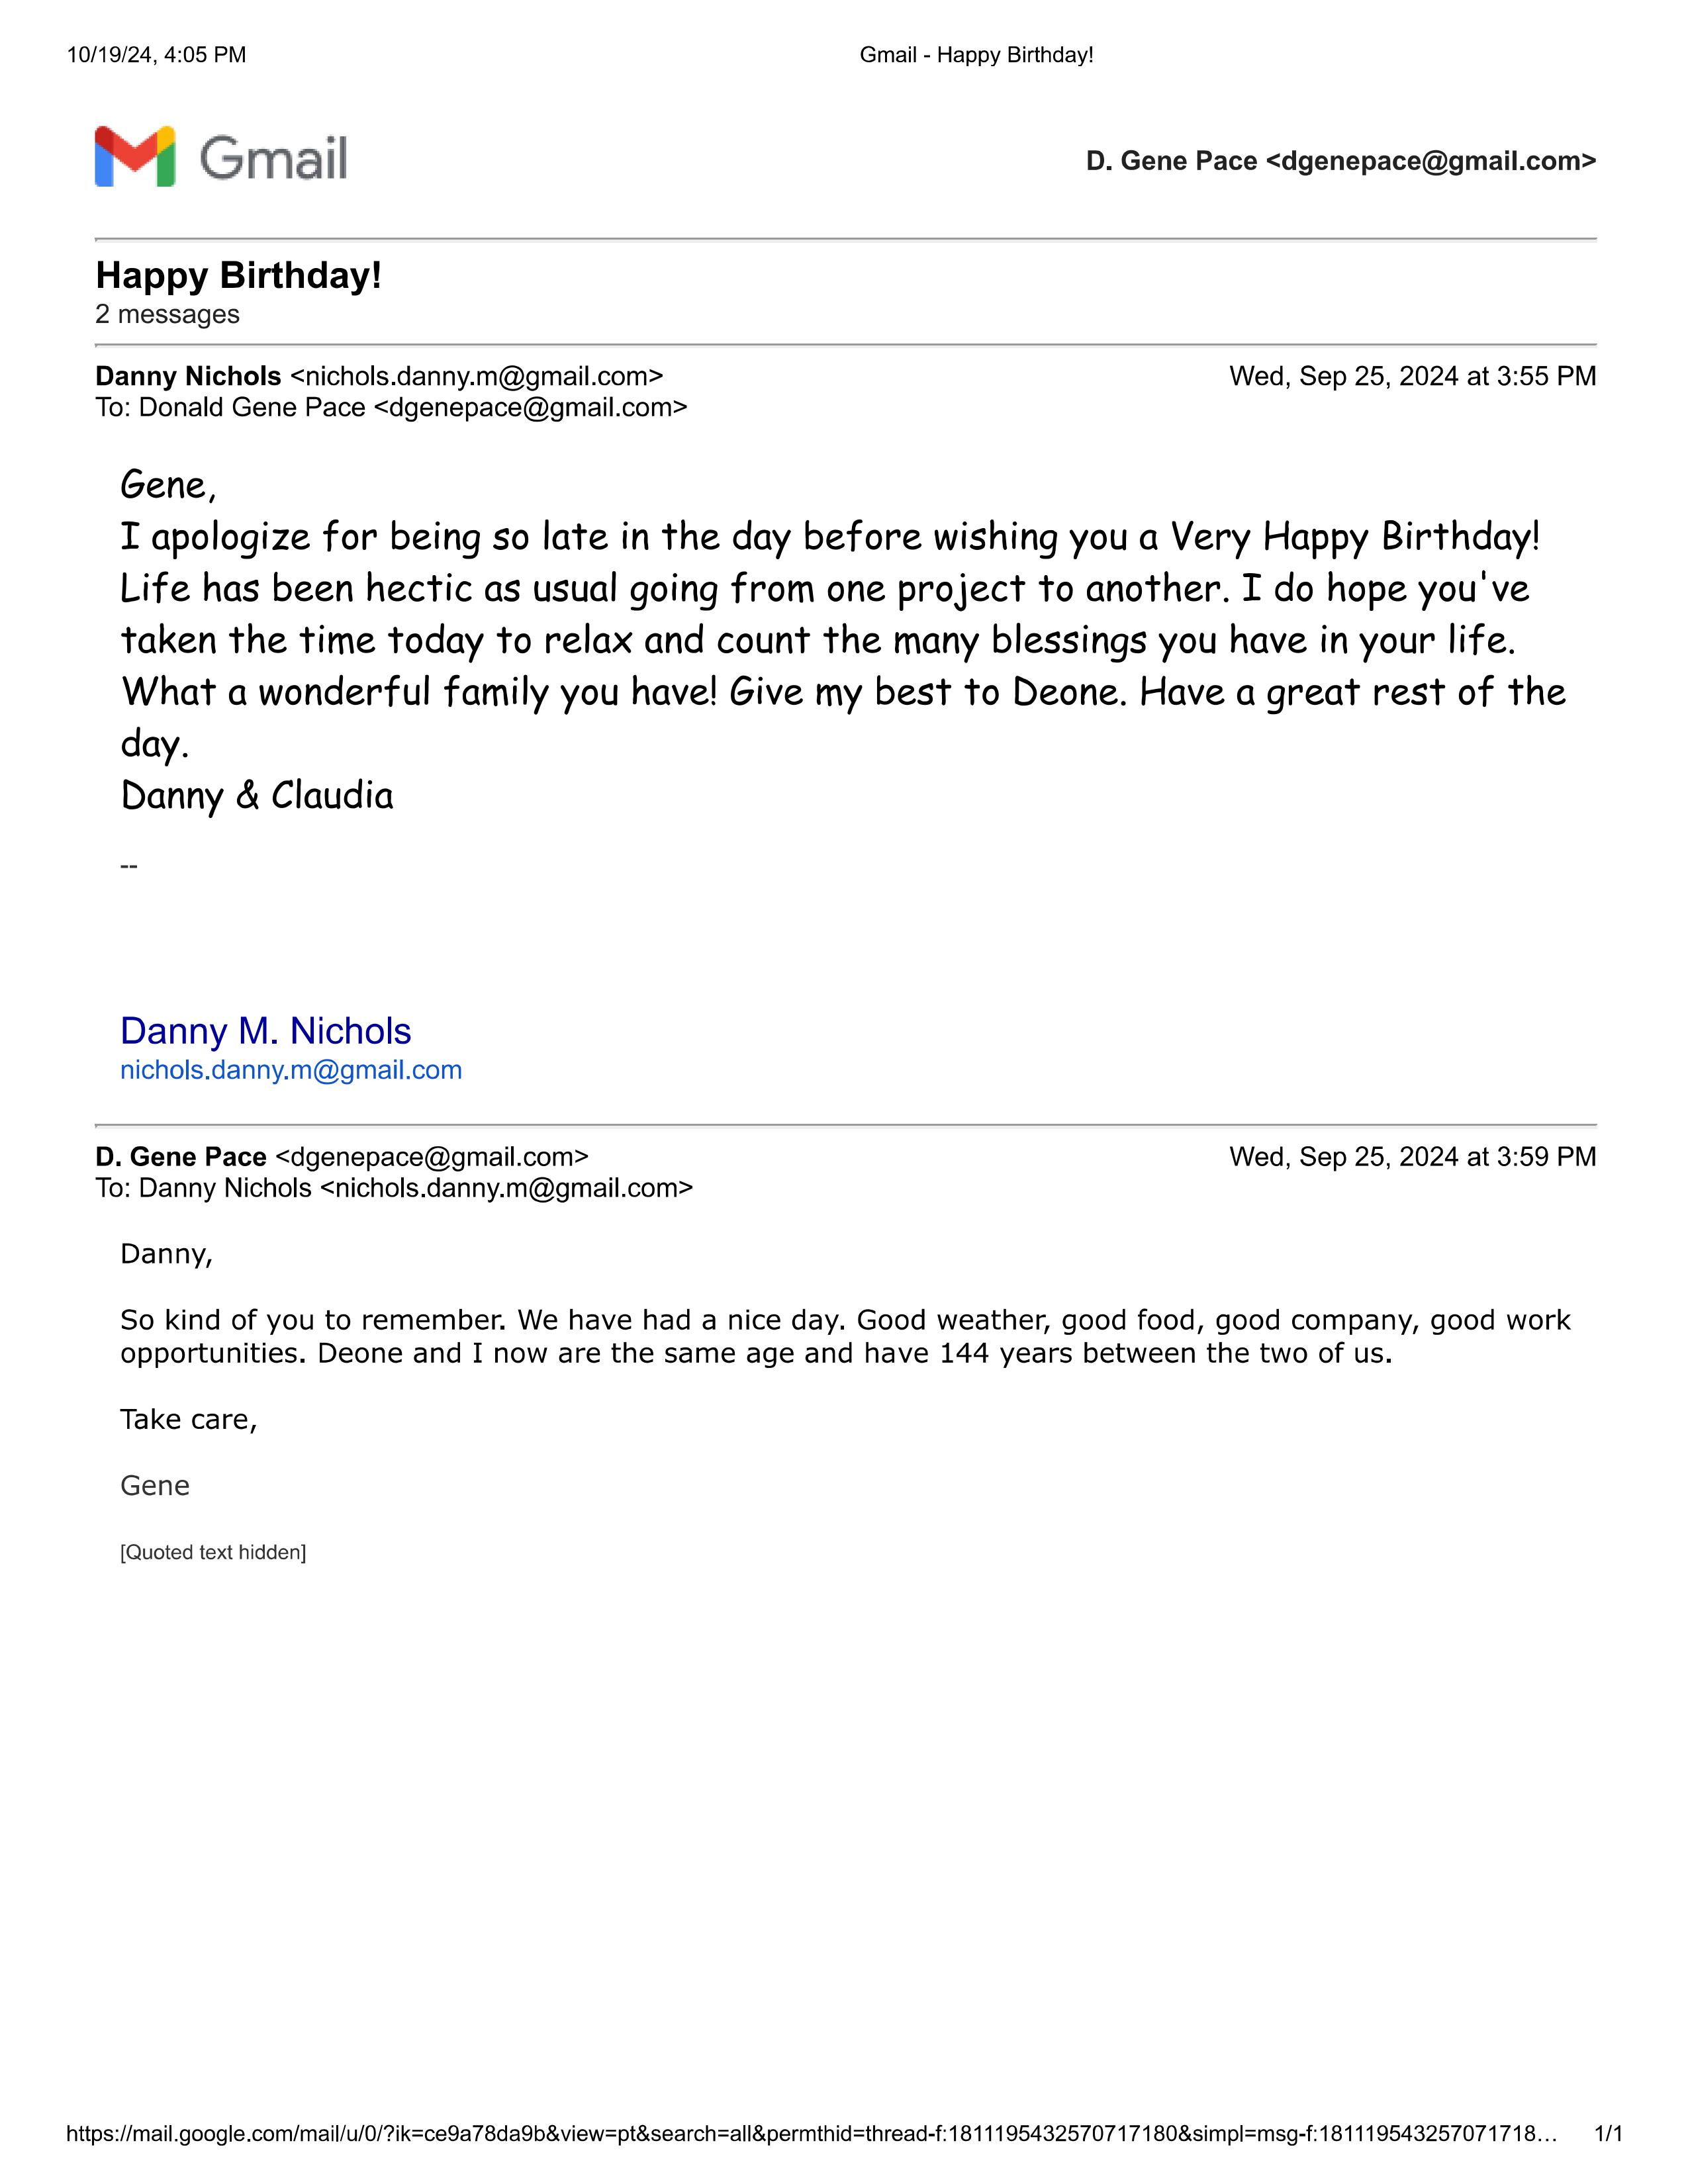 10/19/24, 4:05 PM
Gmail - Happy Birthday!
Gmail
D. Gene Pace <dgenepace@gmail.com>
Happy Birthday!
2 messages
Danny Nichols <nichols.danny.m@gmail.com>
Wed, Sep 25, 2024 at 3:55 PM
To: Donald Gene Pace <dgenepace@gmail.com>
Gene,
I apologize for being so late in the day before wishing you a Very Happy Birthday!
Life has been hectic as usual going from one project to another. I do hope you've
taken the time today to relax and count the many blessings you have in your life.
What a wonderful family you have! Give my best to Deone. Have a great rest of the
day.
Danny & Claudia
--
Danny M. Nichols
nichols.danny.m@gmail.com
D. Gene Pace <dgenepace@gmail.com>
Wed, Sep 25, 2024 at 3:59 PM
To: Danny Nichols <nichols.danny.m@gmail.com>
Danny,
So kind of you to remember. We have had a nice day. Good weather, good food, good company, good work
opportunities. Deone and I now are the same age and have 144 years between the two of us.
Take care,
Gene
[Quoted text hidden]
https://mail.google.com/mail/u/0/?ik=ce9a78da9b&view=pt&search=all&permthid=thread-f:1811195432570717180&simpl=msg-f:181119543257071718…
1/1